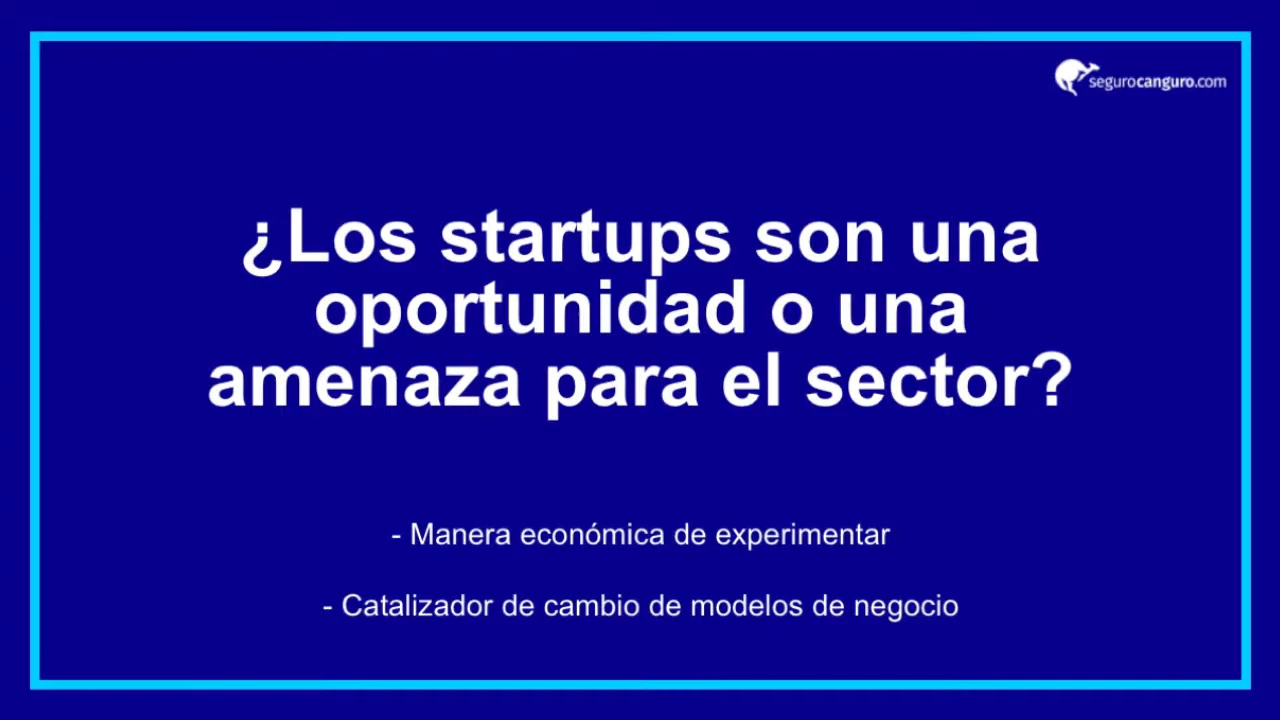 segurocanguro.com
¿Los startups son una
oportunidad o una
amenaza para el sector?
- Manera económica de experimentar
- Catalizador de cambio de modelos de negocio